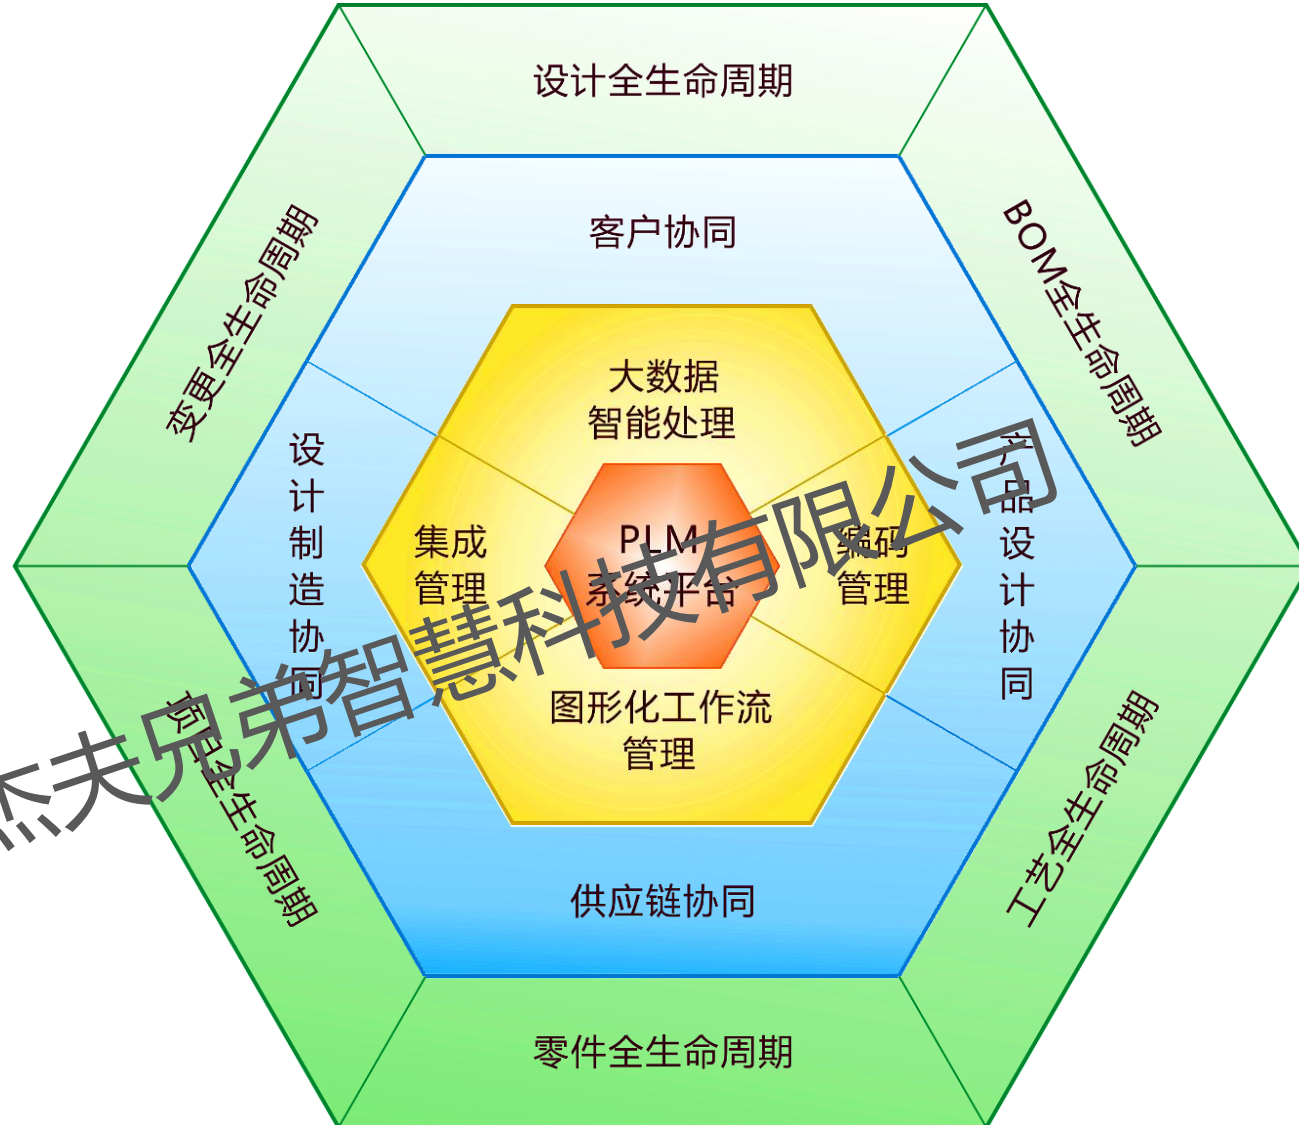 设计全生命周期
客户协同
BOM全生命周期
变更全生命周期
大数据
智能处理
设计制造协同
集成
管理
PLM
系统平台
编码
管理
产品设计协同
图形化工作流
管理
项目全生命周期
工艺全生命周期
供应链协同
零件全生命周期
杰夫兄弟智慧科技有限公司